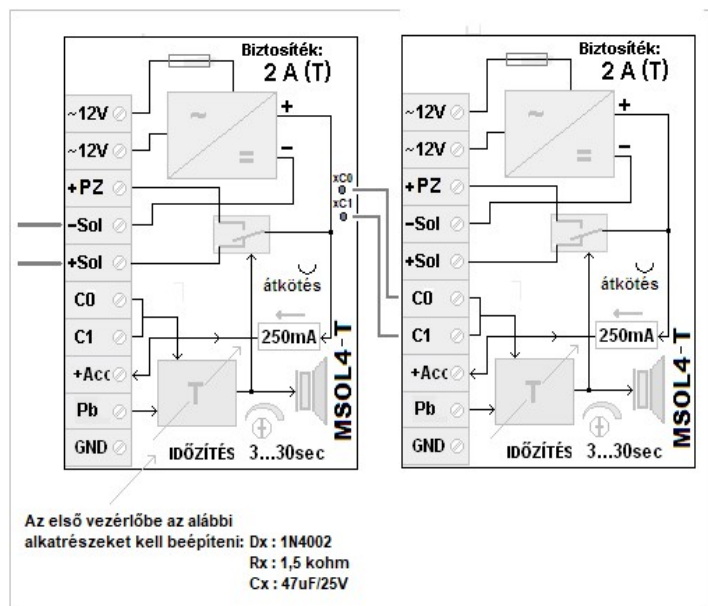 Biztosíték:
2 A (T)
~12V
~12V
+PZ
-Sol
+Sol
C0
C1
+Acc
Pb
GND
~
=
+
−
átkötés
250mA
T
IDŐZÍTÉS 3...30sec
MSOL4-T
xC0
xC1
Biztosíték:
2 A (T)
~12V
~12V
+PZ
-Sol
+Sol
C0
C1
+Acc
Pb
GND
~
=
+
−
átkötés
250mA
T
IDŐZÍTÉS 3...30sec
MSOL4-T
Az első vezérlőbe az alábbi
alkatrészeket kell beépíteni: Dx : 1N4002
Rx : 1,5 kohm
Cx : 47uF/25V